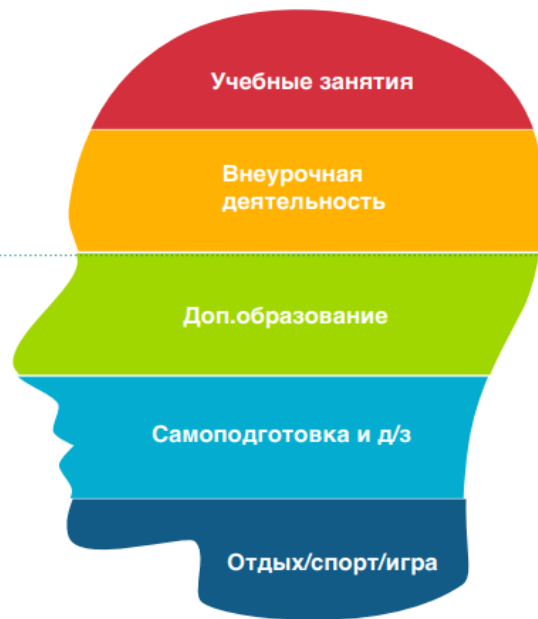 Учебные занятия
Внеурочная
деятельность
Доп.образование
Самоподготовка и д/з
Отдых/спорт/игра